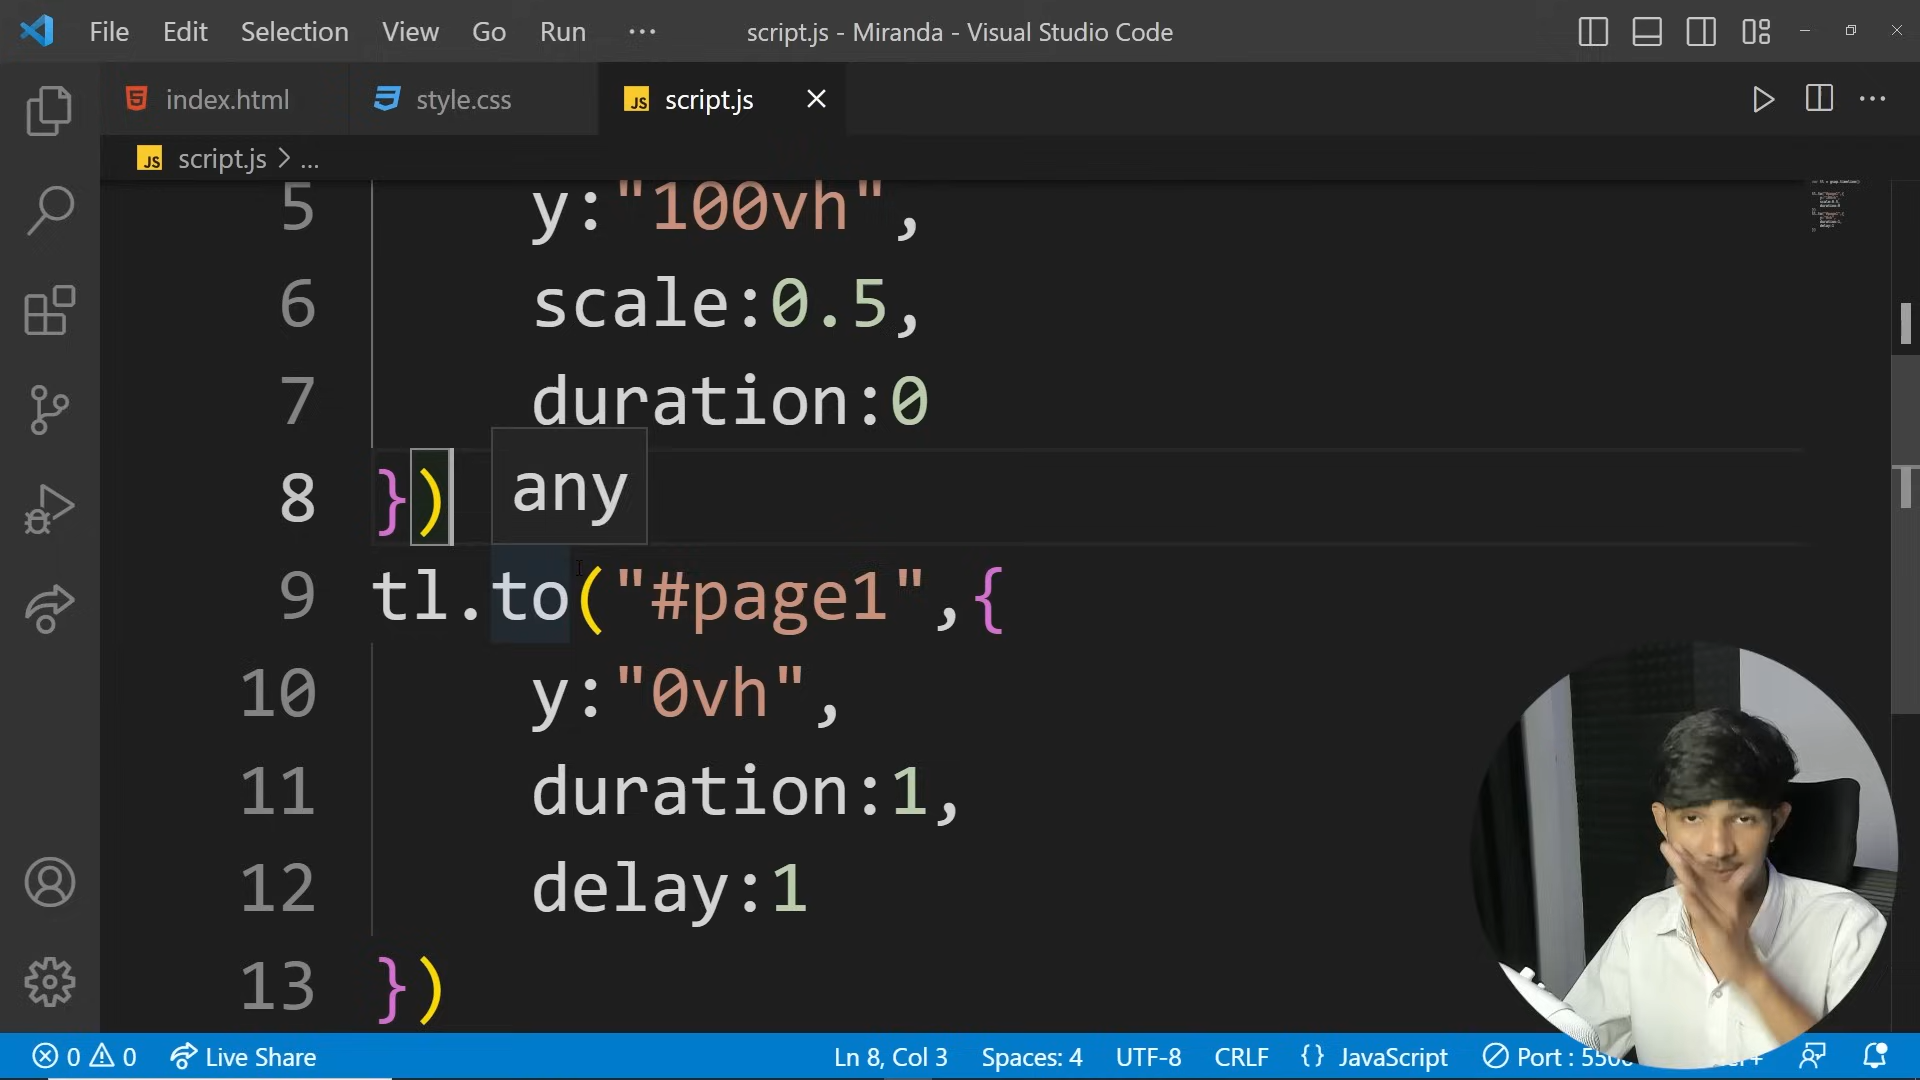 File Edit Selection View Go Run ··· script.js - Miranda - Visual Studio Code
index.html style.css JS script.js
JS script.js > ...
5 y:"100vh",
6 scale:0.5,
7 duration:0
8 })
any
9 tl.to("#page1",{
10 y:"0vh",
11 duration:1,
12 delay:1
13 })
0 0 Live Share Ln 8, Col 3 Spaces: 4 UTF-8 CRLF {} JavaScript Port :